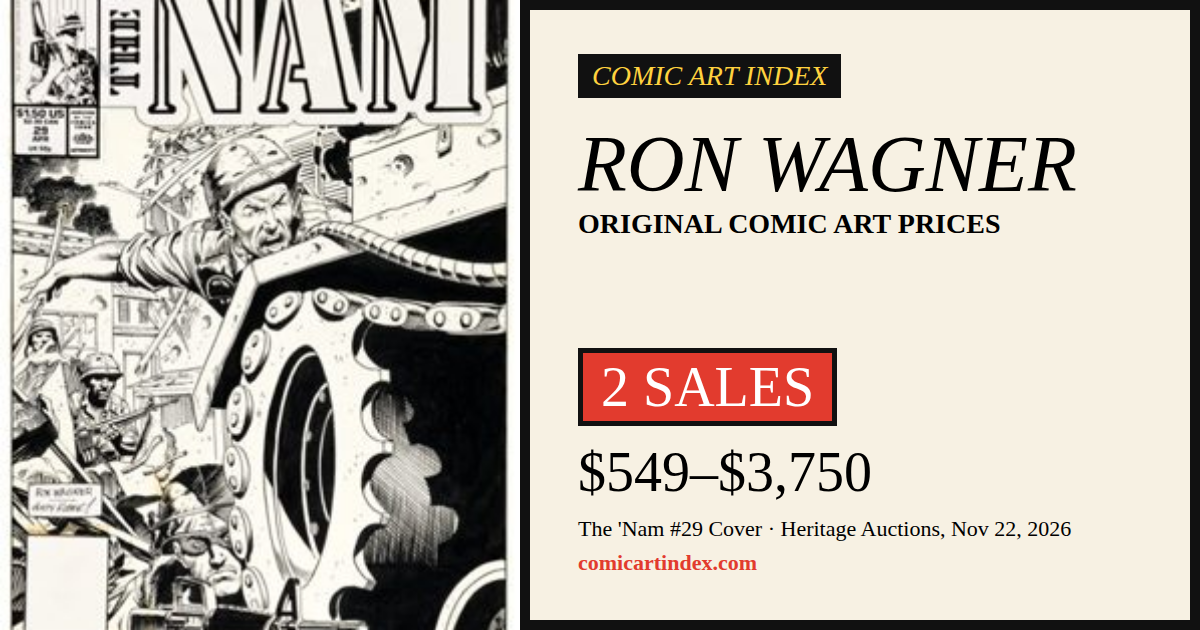 THE
NAM
$1.50 US
29
APR
RON WAGNER
COMIC ART INDEX
RON WAGNER
ORIGINAL COMIC ART PRICES
2 SALES
$549–$3,750
The 'Nam #29 Cover · Heritage Auctions, Nov 22, 2026
comicartindex.com